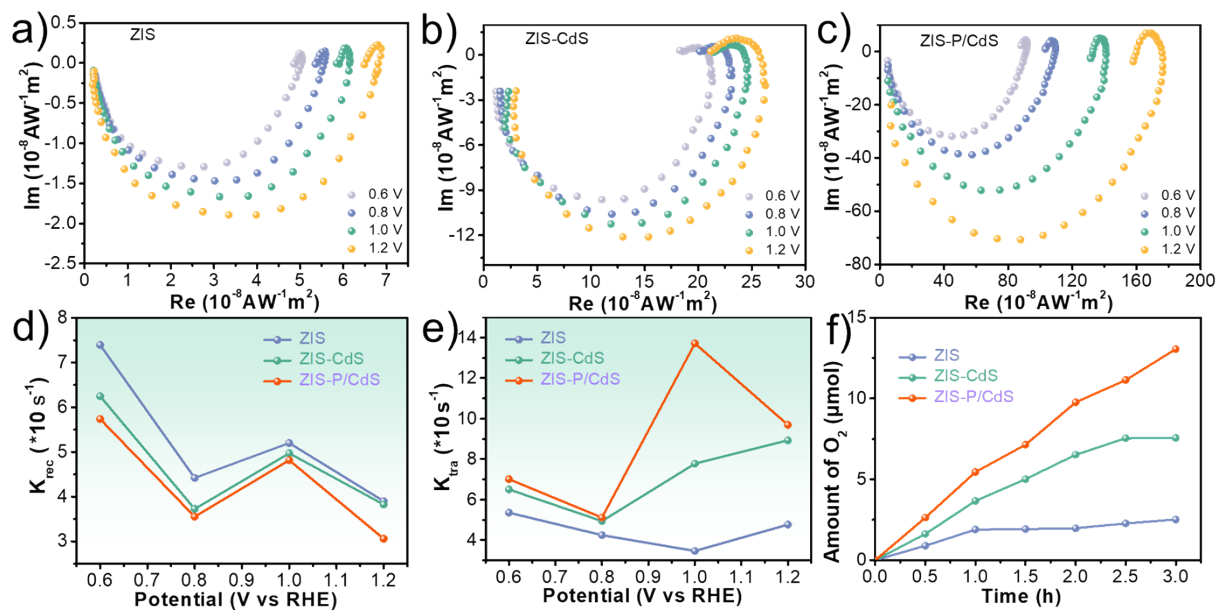 a)
ZIS
0.5
0.0
-0.5
-1.0
-1.5
-2.0
-2.5
Im (10⁻⁸AW⁻¹m²)
0.6 V
0.8 V
1.0 V
1.2 V
0 1 2 3 4 5 6 7
Re (10⁻⁸AW⁻¹m²)
b)
ZIS-CdS
0
-3
-6
-9
-12
Im (10⁻⁸AW⁻¹m²)
0.6 V
0.8 V
1.0 V
1.2 V
0 5 10 15 20 25 30
Re (10⁻⁸AW⁻¹m²)
c)
ZIS-P/CdS
0
-20
-40
-60
-80
Im (10⁻⁸AW⁻¹m²)
0.6 V
0.8 V
1.0 V
1.2 V
0 40 80 120 160 200
Re (10⁻⁸AW⁻¹m²)
d)
8
7
6
5
4
3
K_rec (*10 s⁻¹)
ZIS
ZIS-CdS
ZIS-P/CdS
0.6 0.7 0.8 0.9 1.0 1.1 1.2
Potential (V vs RHE)
e)
14
12
10
8
6
4
K_tra (*10 s⁻¹)
ZIS
ZIS-CdS
ZIS-P/CdS
0.6 0.7 0.8 0.9 1.0 1.1 1.2
Potential (V vs RHE)
f)
15
10
5
0
Amount of O₂ (μmol)
ZIS
ZIS-CdS
ZIS-P/CdS
0.0 0.5 1.0 1.5 2.0 2.5 3.0
Time (h)